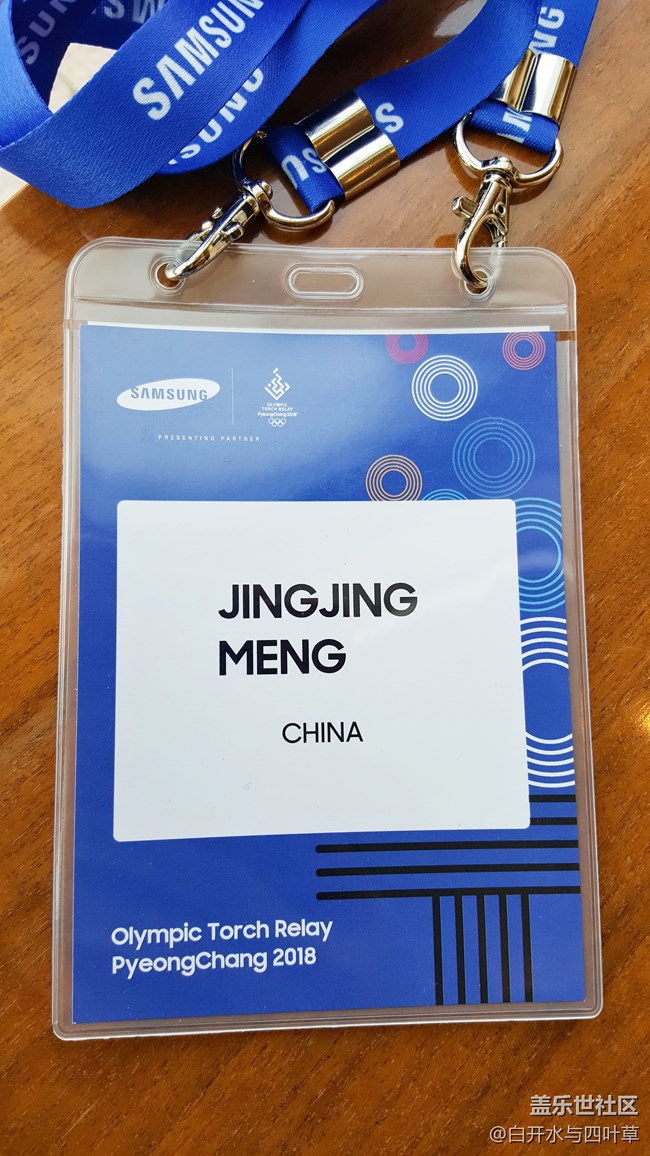 SAMSUNG
SAMSUNG
SAMSUNG
OLYMPIC
TORCH RELAY
PyeongChang 2018
PRESENTING PARTNER
JINGJING
MENG
CHINA
Olympic Torch Relay
PyeongChang 2018
盖乐世社区
@白开水与四叶草